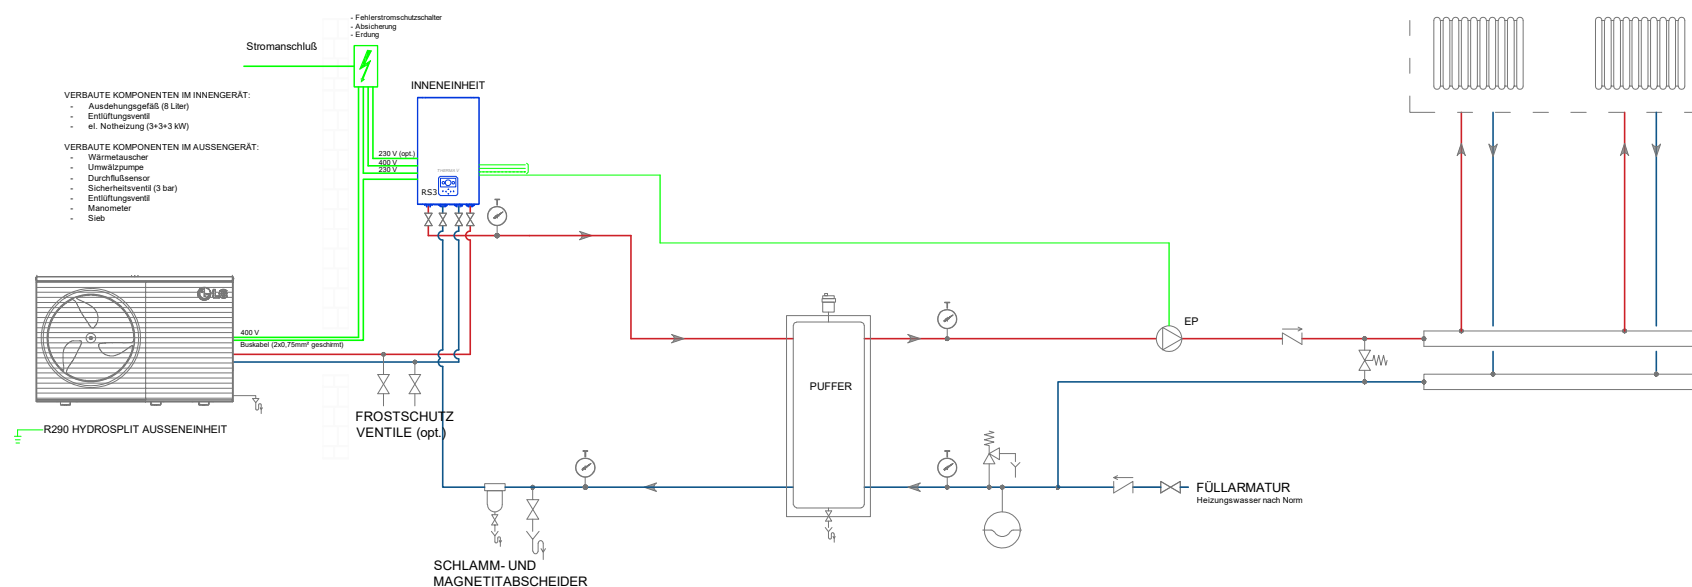 - Fehlerstromschutzschalter
- Absicherung
- Erdung
Stromanschluß
INNENEINHEIT
VERBAUTE KOMPONENTEN IM INNENGERÄT:
- Ausdehungsgefäß (8 Liter)
- Entlüftungsventil
- el. Notheizung (3+3+3 kW)
VERBAUTE KOMPONENTEN IM AUSSENGERÄT:
- Wärmetauscher
- Umwälzpumpe
- Durchflußsensor
- Sicherheitsventil (3 bar)
- Entlüftungsventil
- Manometer
- Sieb
230 V (opt.)
400 V
230 V
THERMA V
RS3
T
LG
400 V
Buskabel (2x0,75mm² geschirmt)
T
EP
PUFFER
FROSTSCHUTZ
VENTILE (opt.)
R290 HYDROSPLIT AUSSENEINHEIT
T
T
FÜLLARMATUR
Heizungswasser nach Norm
SCHLAMM- UND
MAGNETITABSCHEIDER